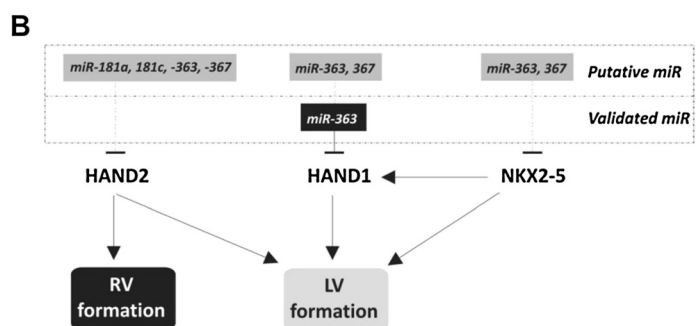 B
miR-181a, 181c, -363, -367
miR-363, 367
miR-363, 367
Putative miR
miR-363
Validated miR
HAND2
HAND1
NKX2-5
RV
formation
LV
formation